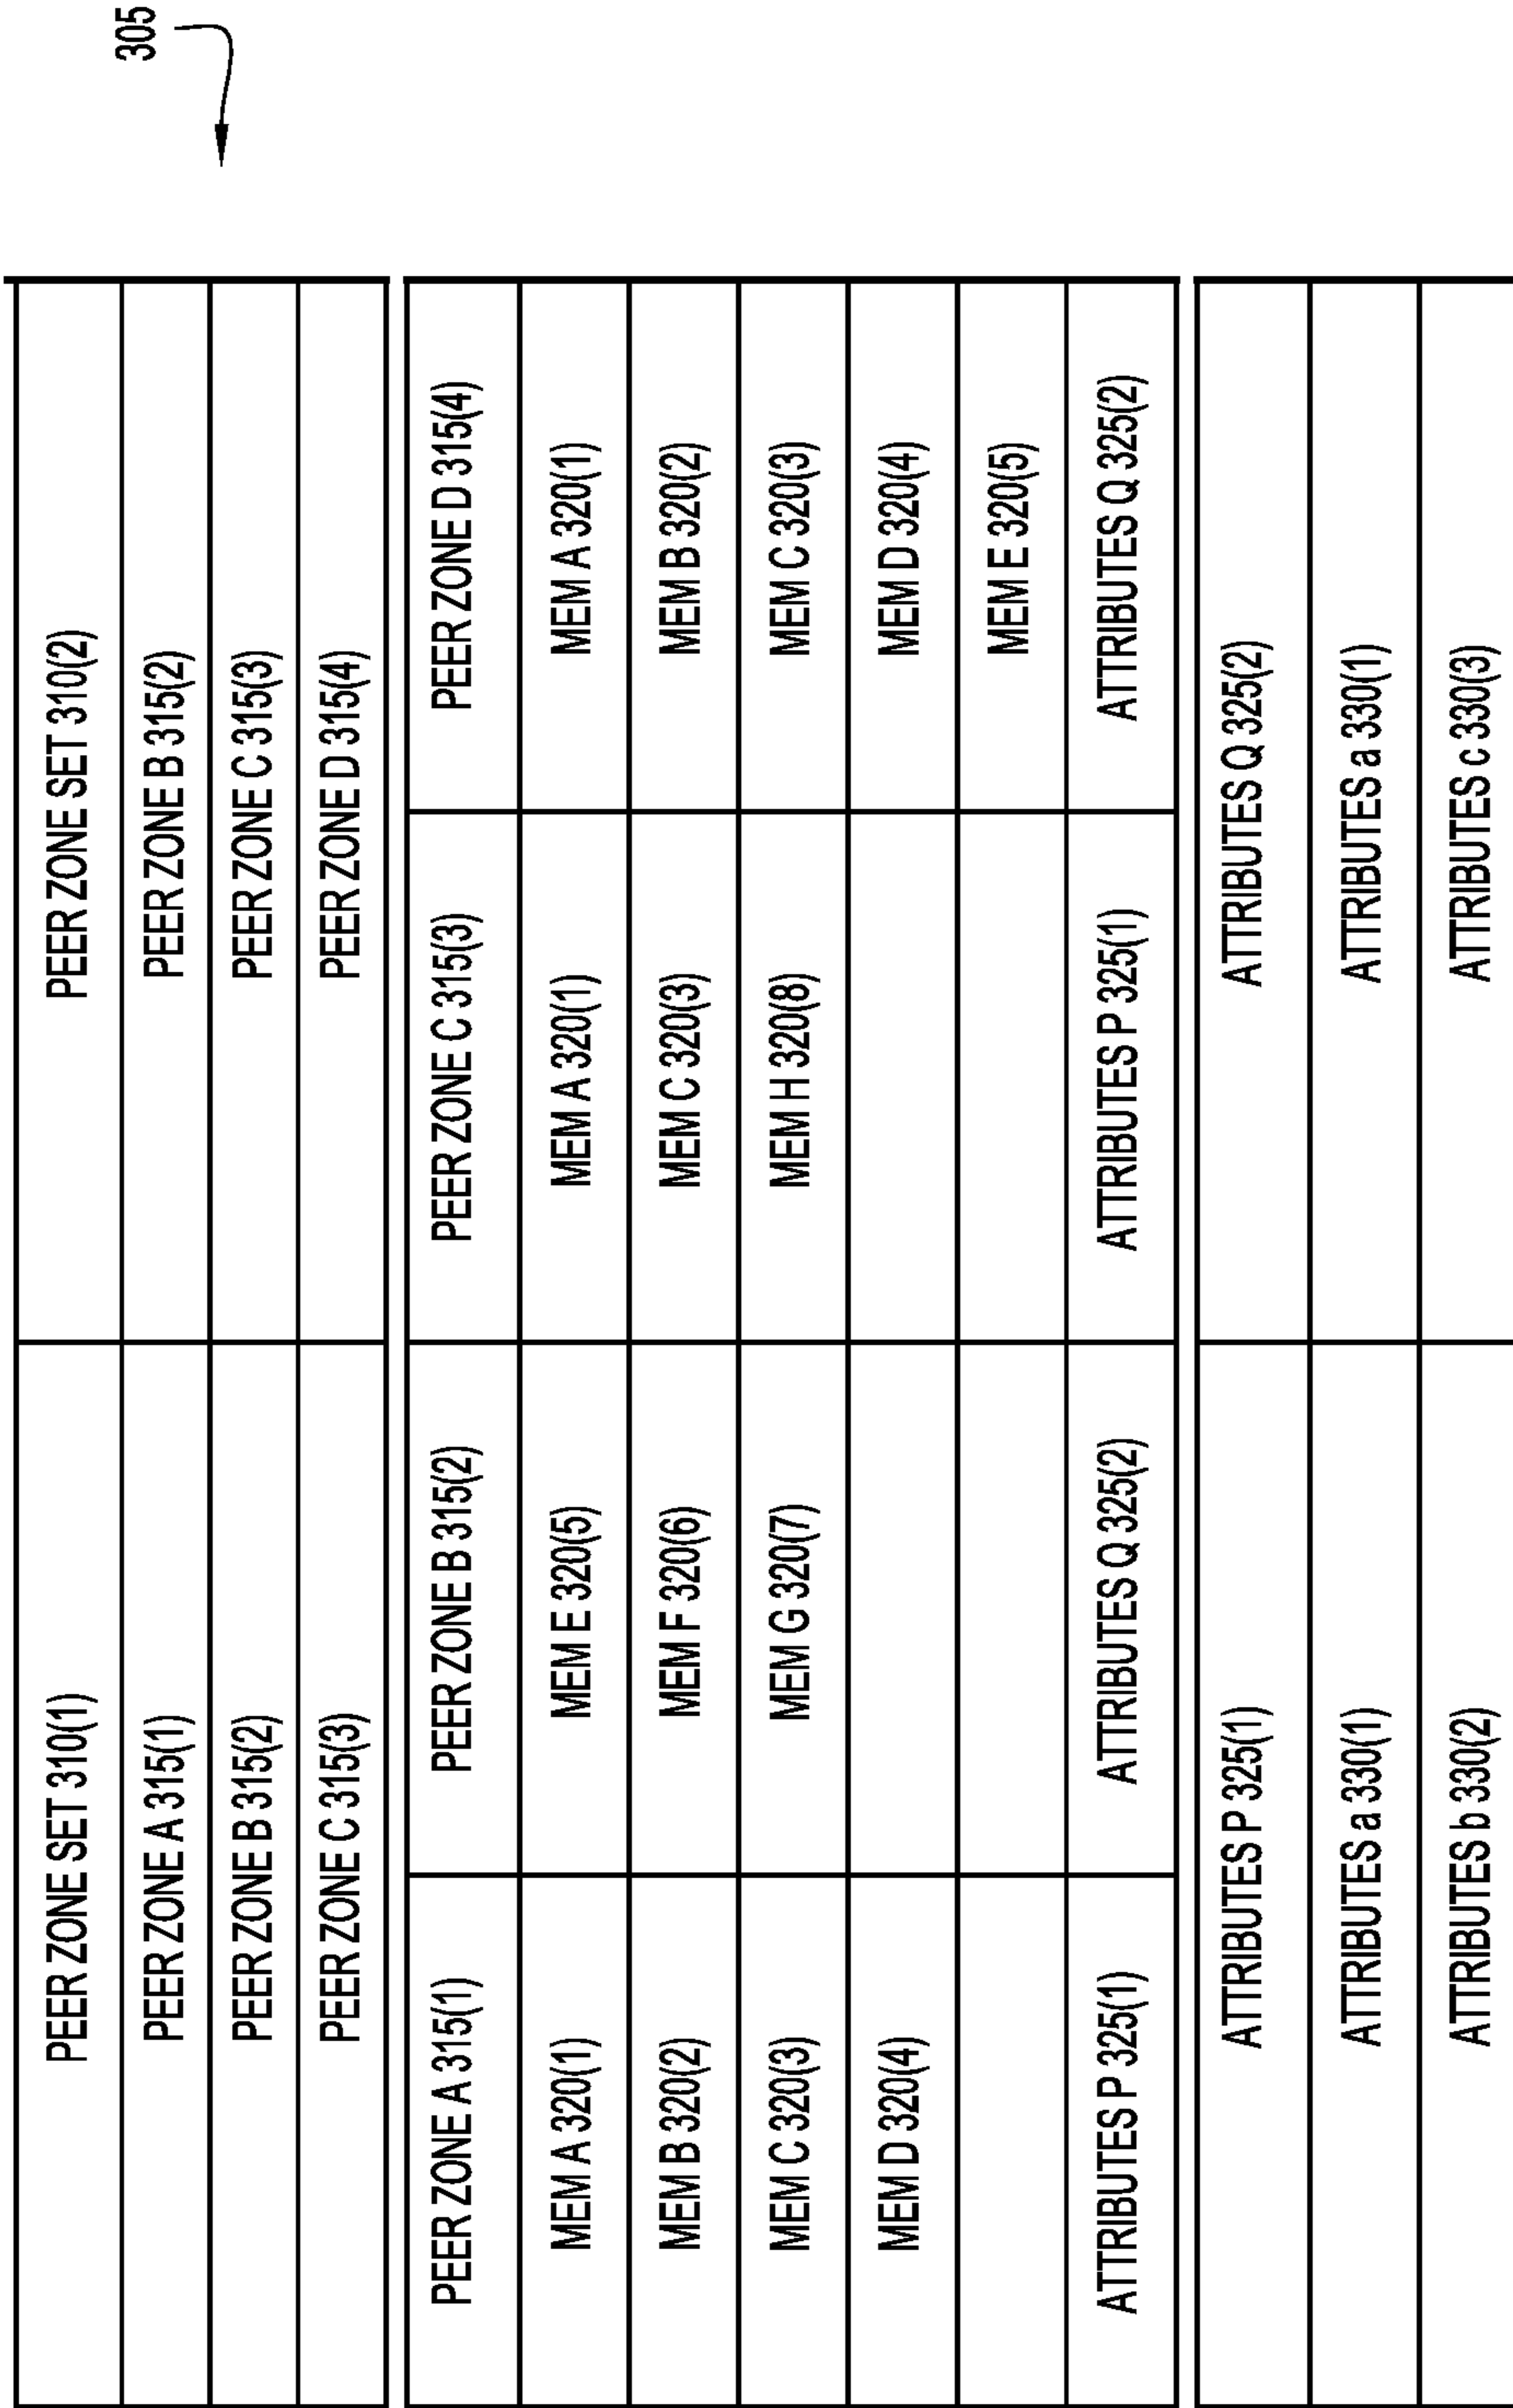 305
PEER ZONE SET 310(1) PEER ZONE SET 310(2)
PEER ZONE A 315(1) PEER ZONE B 315(2)
PEER ZONE B 315(2) PEER ZONE C 315(3)
PEER ZONE C 315(3) PEER ZONE D 315(4)
PEER ZONE A 315(1) PEER ZONE B 315(2) PEER ZONE C 315(3) PEER ZONE D 315(4)
MEM A 320(1) MEM E 320(5) MEM A 320(1) MEM A 320(1)
MEM B 320(2) MEM F 320(6) MEM C 320(3) MEM B 320(2)
MEM C 320(3) MEM G 320(7) MEM H 320(8) MEM C 320(3)
MEM D 320(4) MEM D 320(4)
MEM E 320(5)
ATTRIBUTES P 325(1) ATTRIBUTES Q 325(2) ATTRIBUTES P 325(1) ATTRIBUTES Q 325(2)
ATTRIBUTES P 325(1) ATTRIBUTES Q 325(2)
ATTRIBUTES a 330(1) ATTRIBUTES a 330(1)
ATTRIBUTES b 330(2) ATTRIBUTES c 330(3)